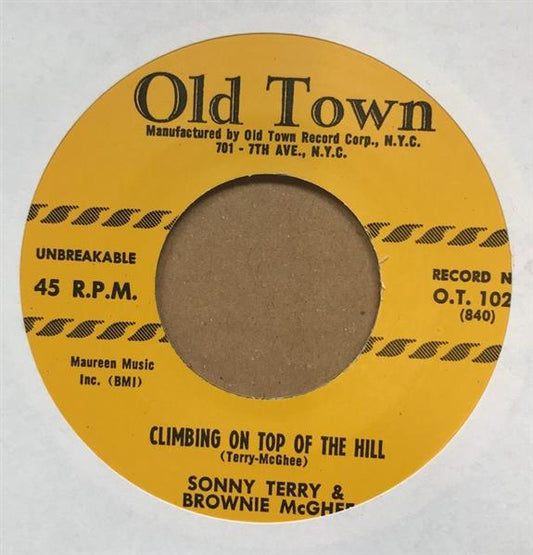 Old Town
Manufactured by Old Town Record Corp., N.Y.C.
701 - 7TH AVE., N.Y.C.
UNBREAKABLE
45 R.P.M.
RECORD N
O.T. 102
(840)
Maureen Music
Inc. (BMI)
CLIMBING ON TOP OF THE HILL
(Terry-McGhee)
SONNY TERRY &
BROWNIE McGHEE